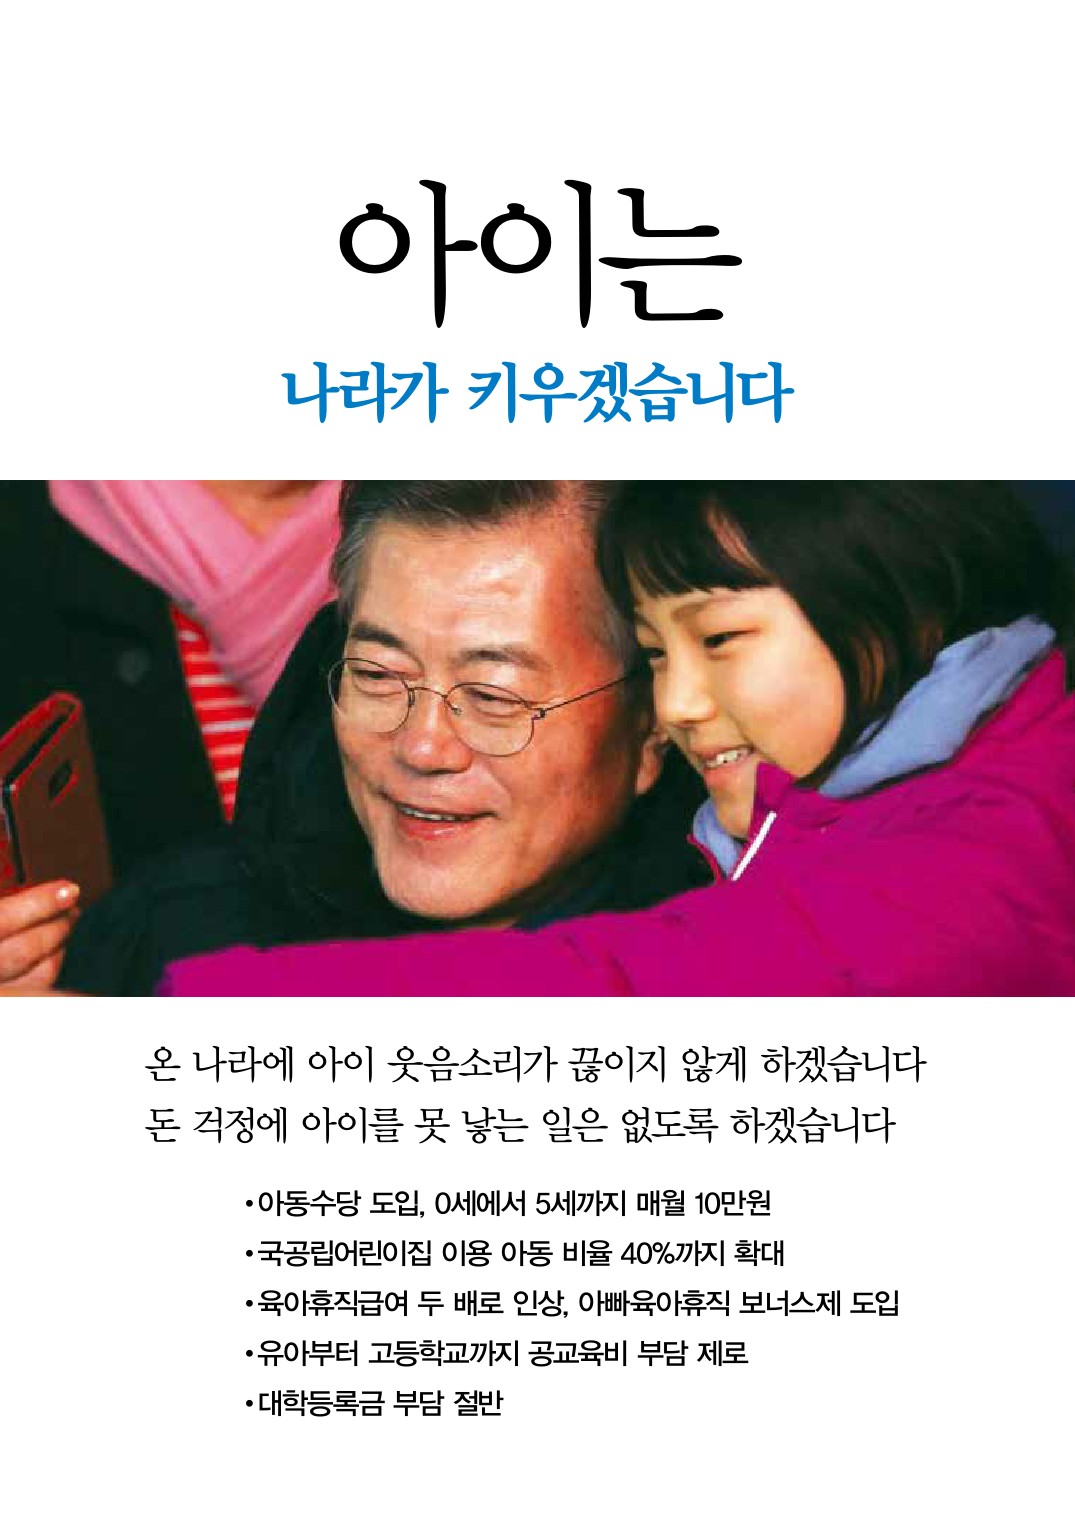 아이는
나라가 키우겠습니다
온 나라에 아이 웃음소리가 끊이지 않게 하겠습니다
돈 걱정에 아이를 못 낳는 일은 없도록 하겠습니다
•아동수당 도입, 0세에서 5세까지 매월 10만원
•국공립어린이집 이용 아동 비율 40%까지 확대
•육아휴직급여 두 배로 인상, 아빠육아휴직 보너스제 도입
•유아부터 고등학교까지 공교육비 부담 제로
•대학등록금 부담 절반